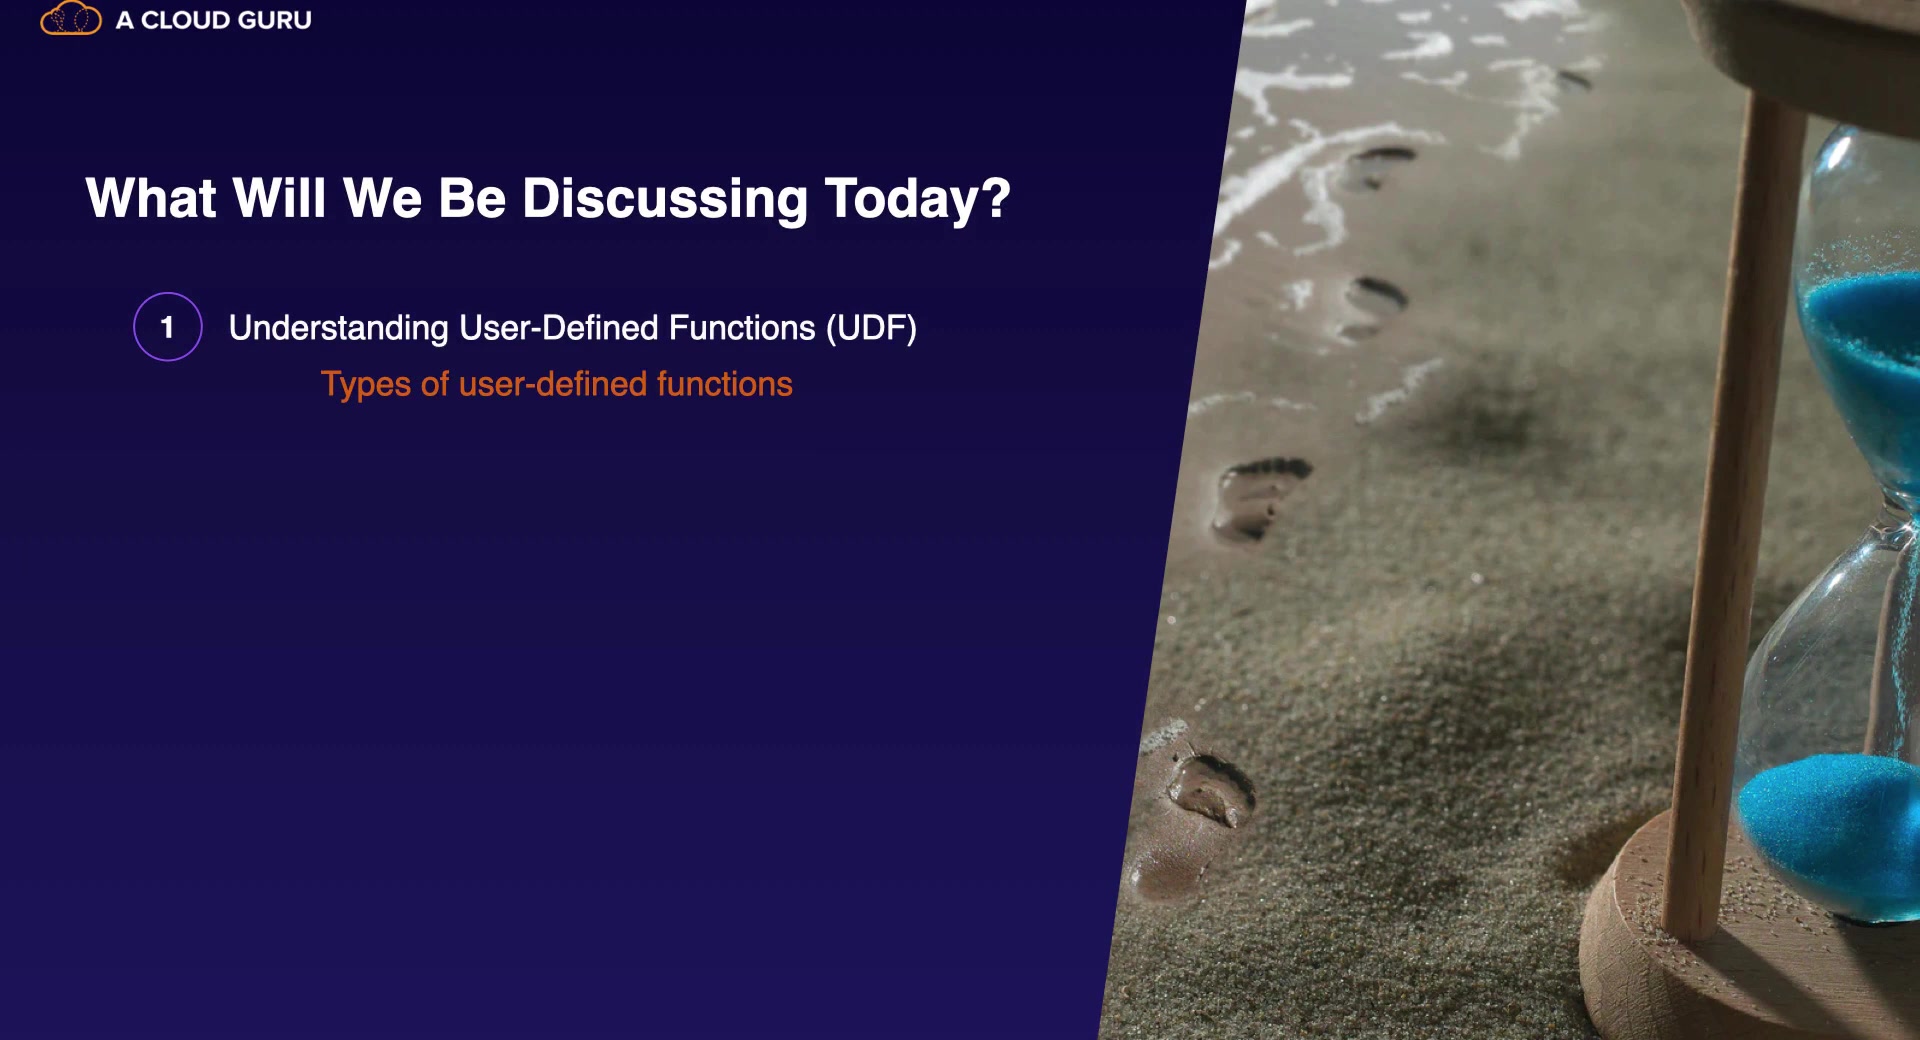 A CLOUD GURU
What Will We Be Discussing Today?
1 Understanding User-Defined Functions (UDF)
Types of user-defined functions